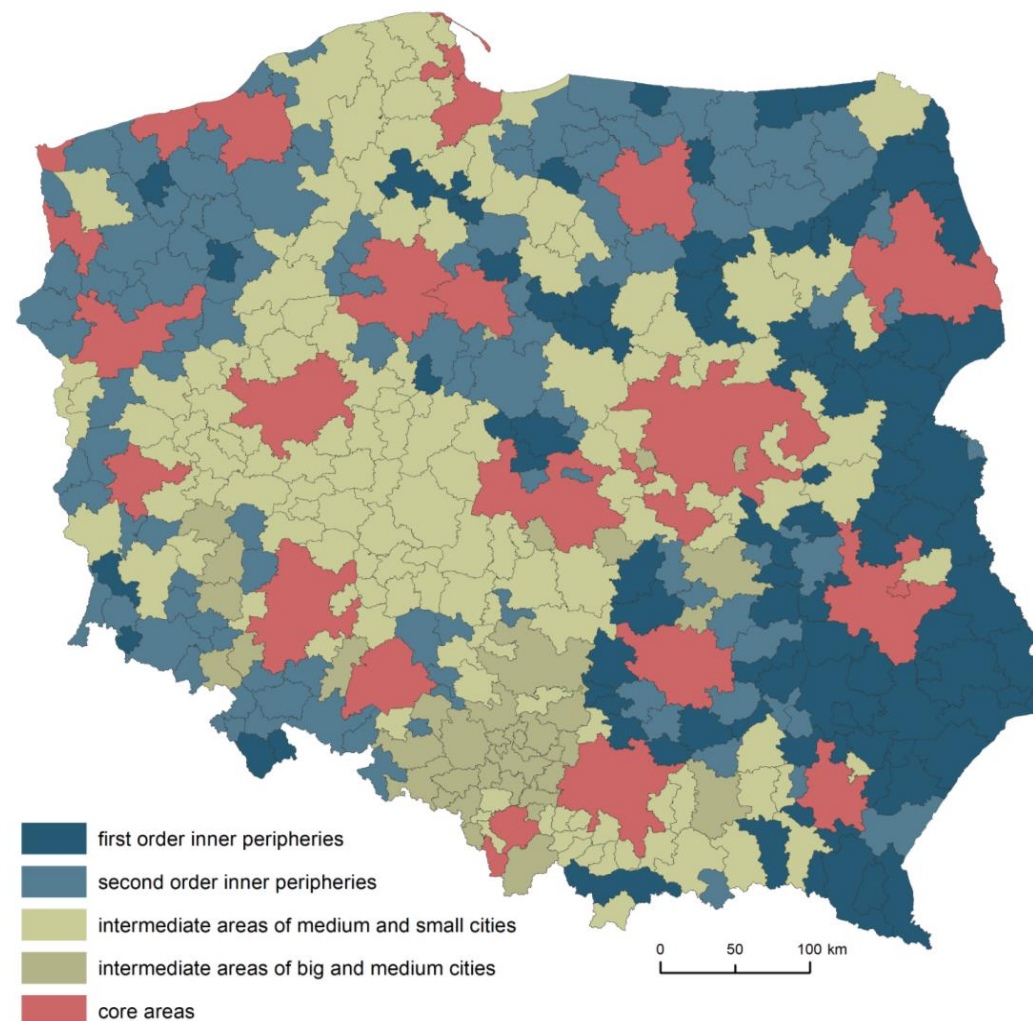 first order inner peripheries
second order inner peripheries
intermediate areas of medium and small cities
intermediate areas of big and medium cities
core areas
0 50 100 km